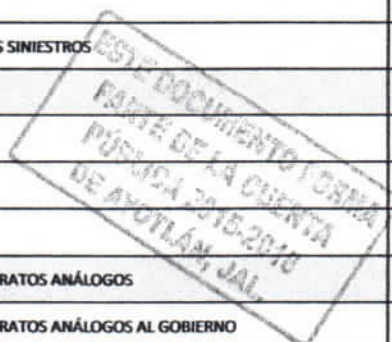 S SINIESTROS
ESTE DOCUMENTO FORMA
PARTE DE LA CUENTA
PÚBLICA 2015-2018
DE AYOTLÁN, JAL.
RATOS ANÁLOGOS
RATOS ANÁLOGOS AL GOBIERNO